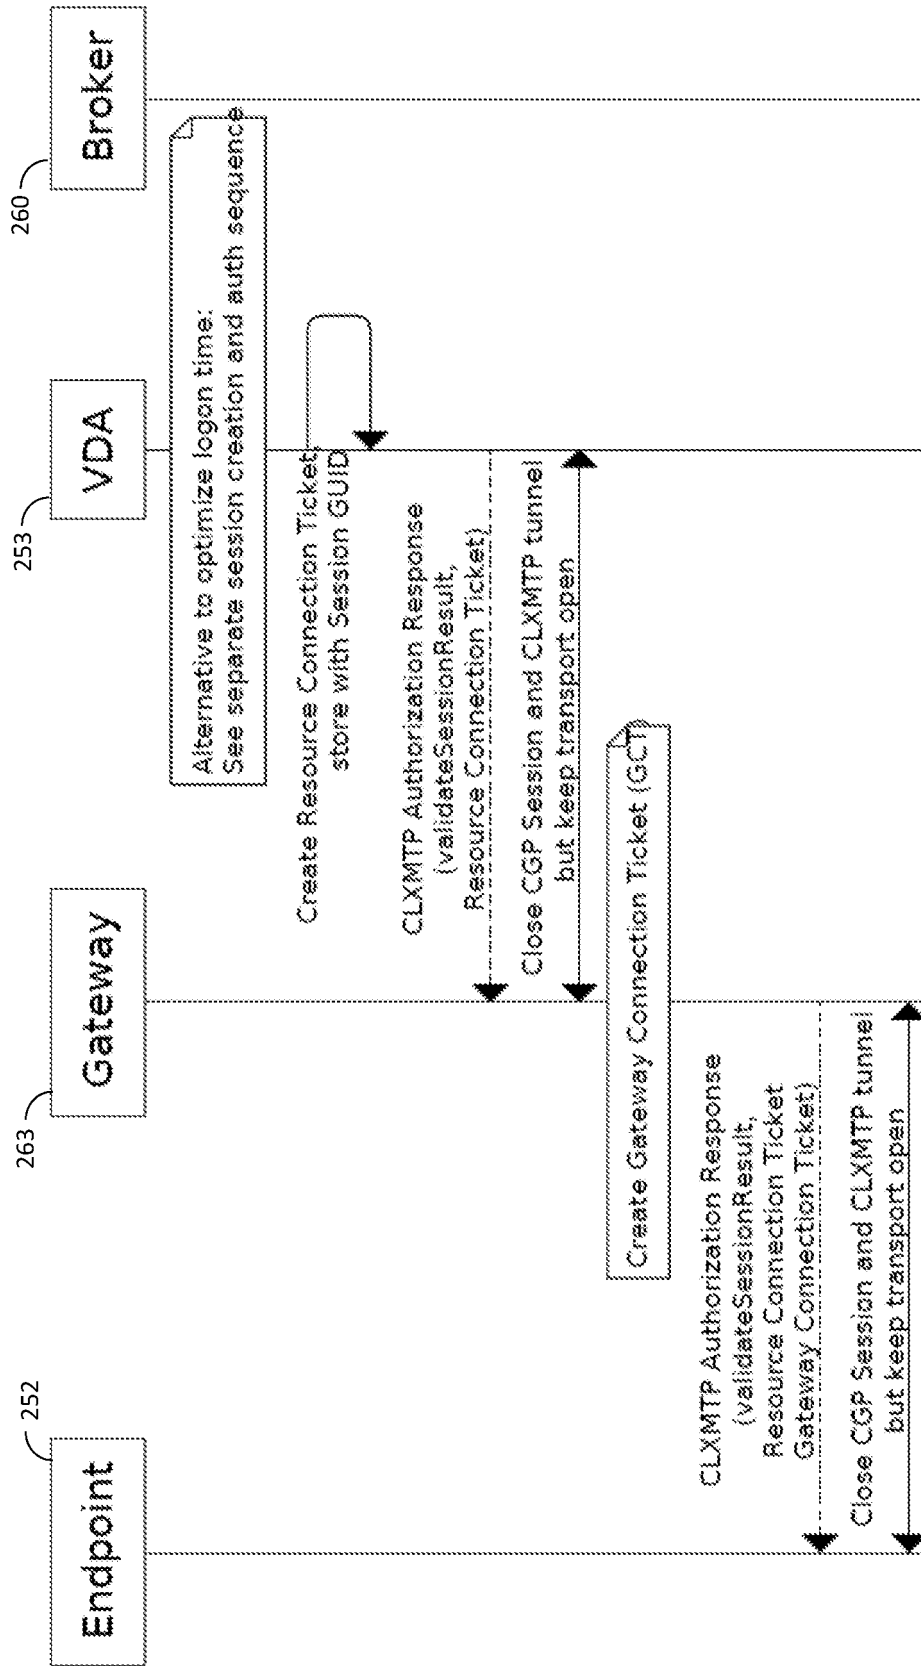 Endpoint
252
Gateway
263
VDA
253
Broker
260
Alternative to optimize logon time:
See separate session creation and auth sequence
Create Resource Connection Ticket,
store with Session GUID
CLXMTP Authorization Response
(validateSessionResult,
Resource Connection Ticket)
Close CGP Session and CLXMTP tunnel
but keep transport open
Create Gateway Connection Ticket (GCT)
CLXMTP Authorization Response
(validateSessionResult,
Resource Connection Ticket
Gateway Connection Ticket)
Close CGP Session and CLXMTP tunnel
but keep transport open